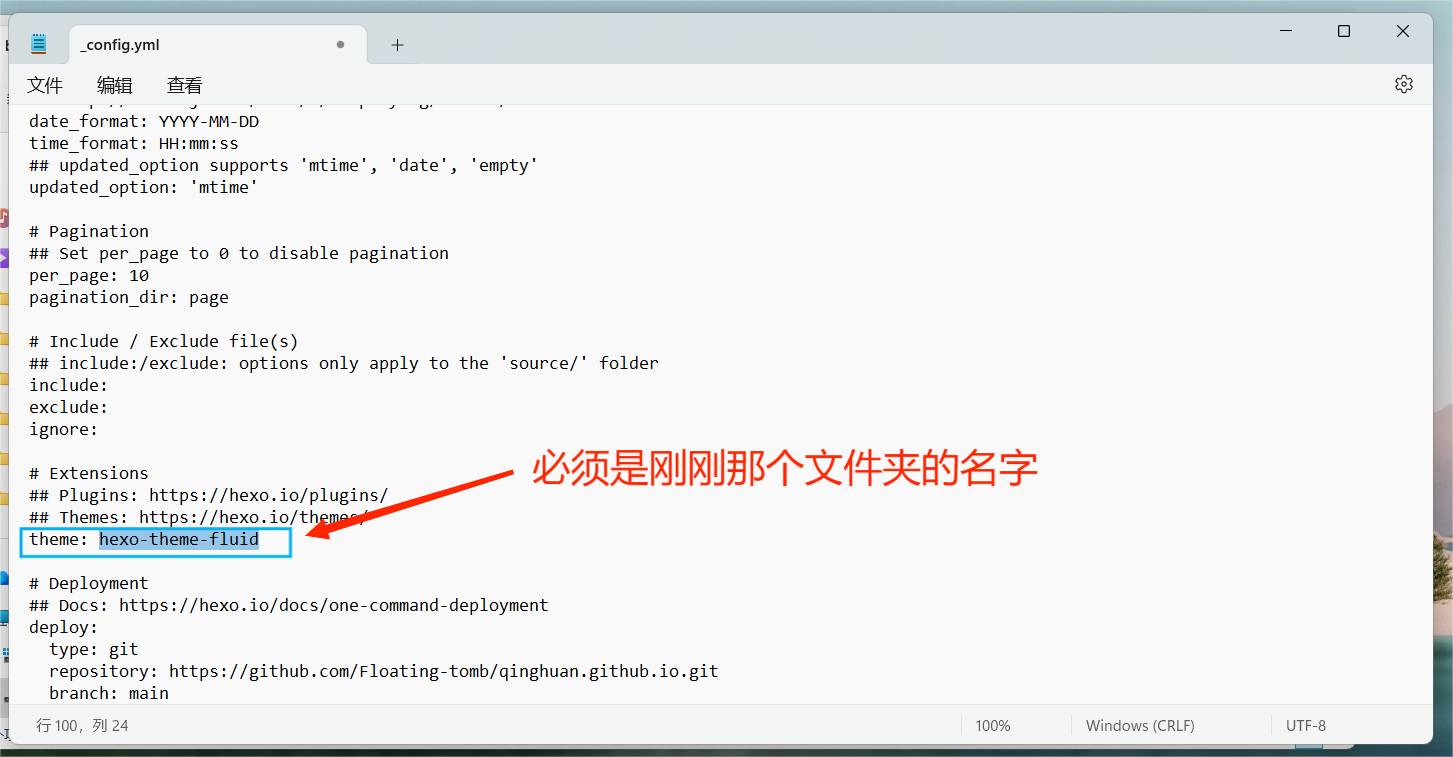 _config.yml
文件 编辑 查看
date_format: YYYY-MM-DD
time_format: HH:mm:ss
## updated_option supports 'mtime', 'date', 'empty'
updated_option: 'mtime'
# Pagination
## Set per_page to 0 to disable pagination
per_page: 10
pagination_dir: page
# Include / Exclude file(s)
## include:/exclude: options only apply to the 'source/' folder
include:
exclude:
ignore:
必须是刚刚那个文件夹的名字
# Extensions
## Plugins: https://hexo.io/plugins/
## Themes: https://hexo.io/themes/
theme: hexo-theme-fluid
# Deployment
## Docs: https://hexo.io/docs/one-command-deployment
deploy:
  type: git
  repository: https://github.com/Floating-tomb/qinghuan.github.io.git
  branch: main
行 100，列 24 100% Windows (CRLF) UTF-8